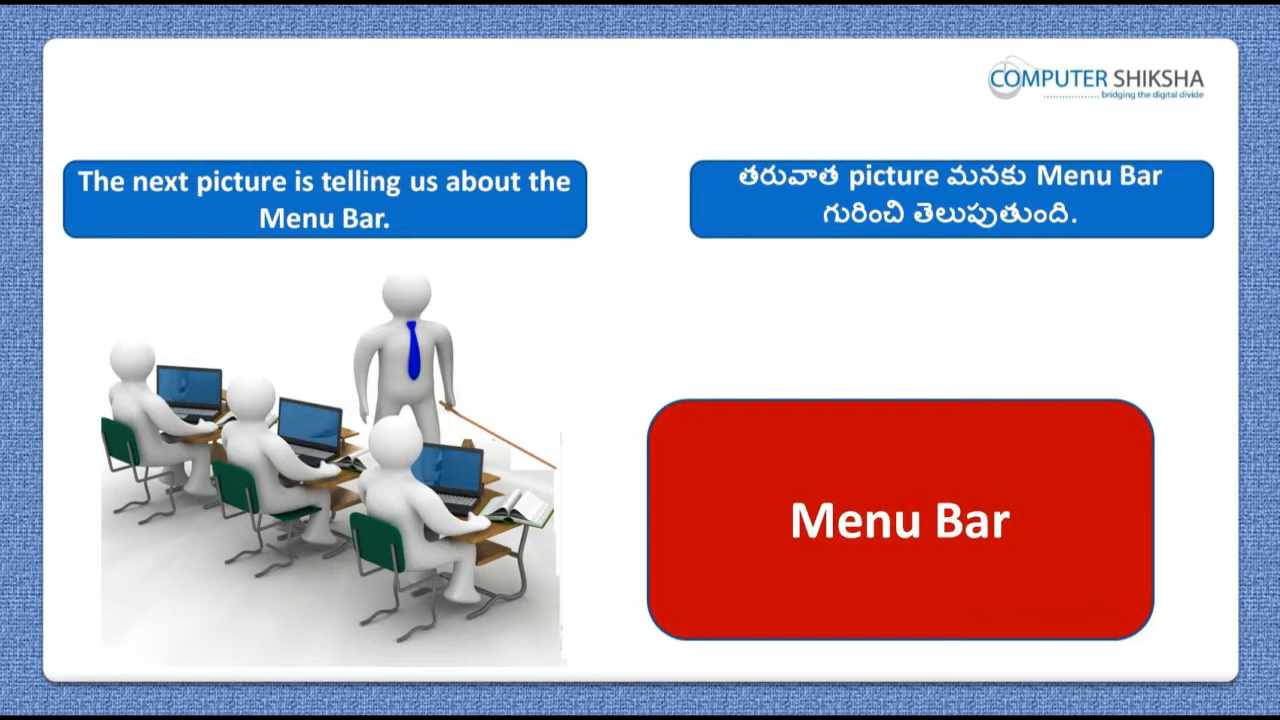 COMPUTER SHIKSHA
bridging the digital divide
The next picture is telling us about the
Menu Bar.
తరువాత picture మనకు Menu Bar
గురించి తెలుపుతుంది.
Menu Bar